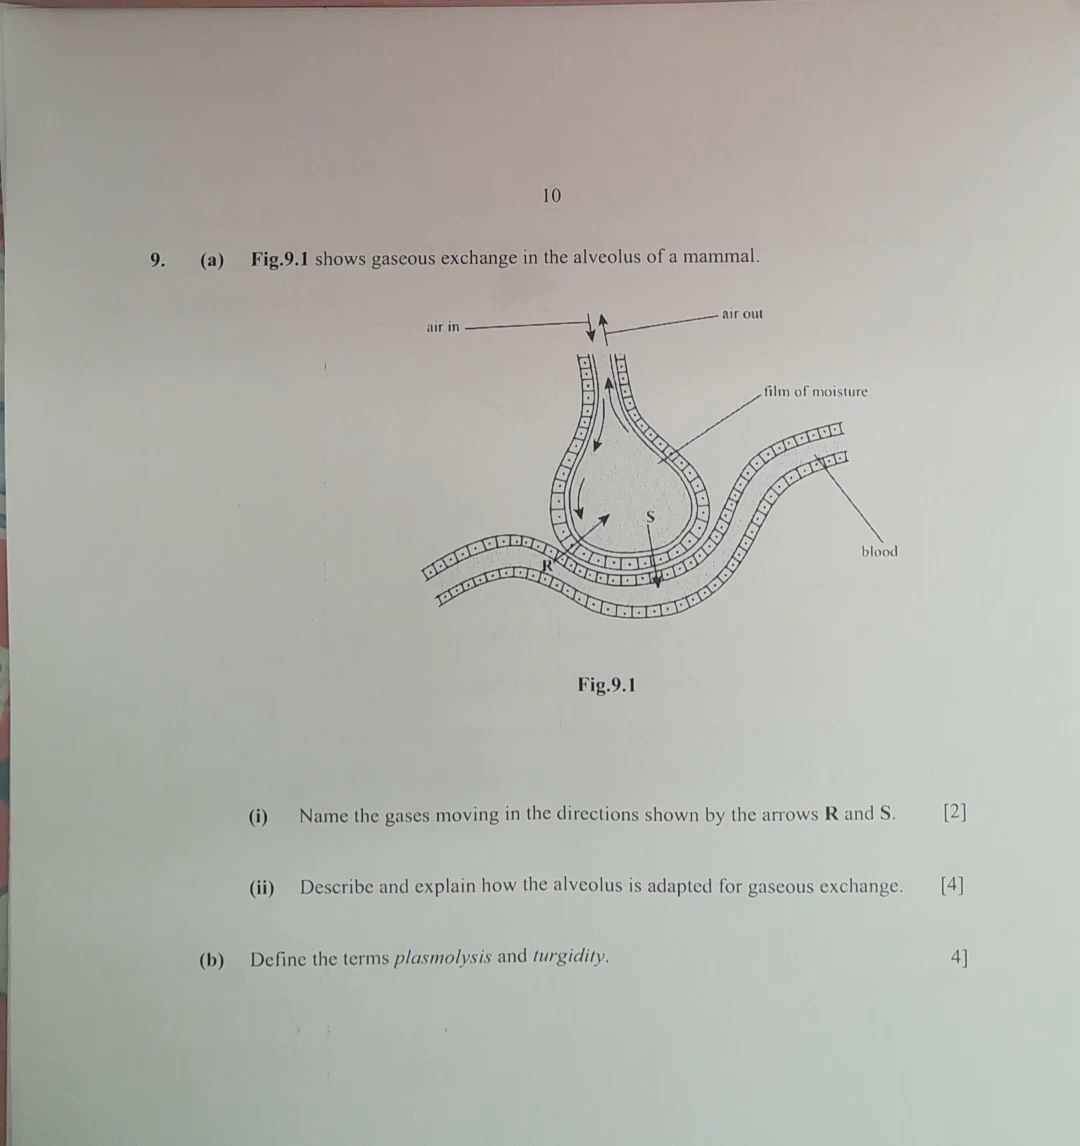 10
9. (a) Fig.9.1 shows gaseous exchange in the alveolus of a mammal.
air in
air out
film of moisture
S
blood
R
Fig.9.1
(i) Name the gases moving in the directions shown by the arrows R and S. [2]
(ii) Describe and explain how the alveolus is adapted for gaseous exchange. [4]
(b) Define the terms plasmolysis and turgidity. 4]